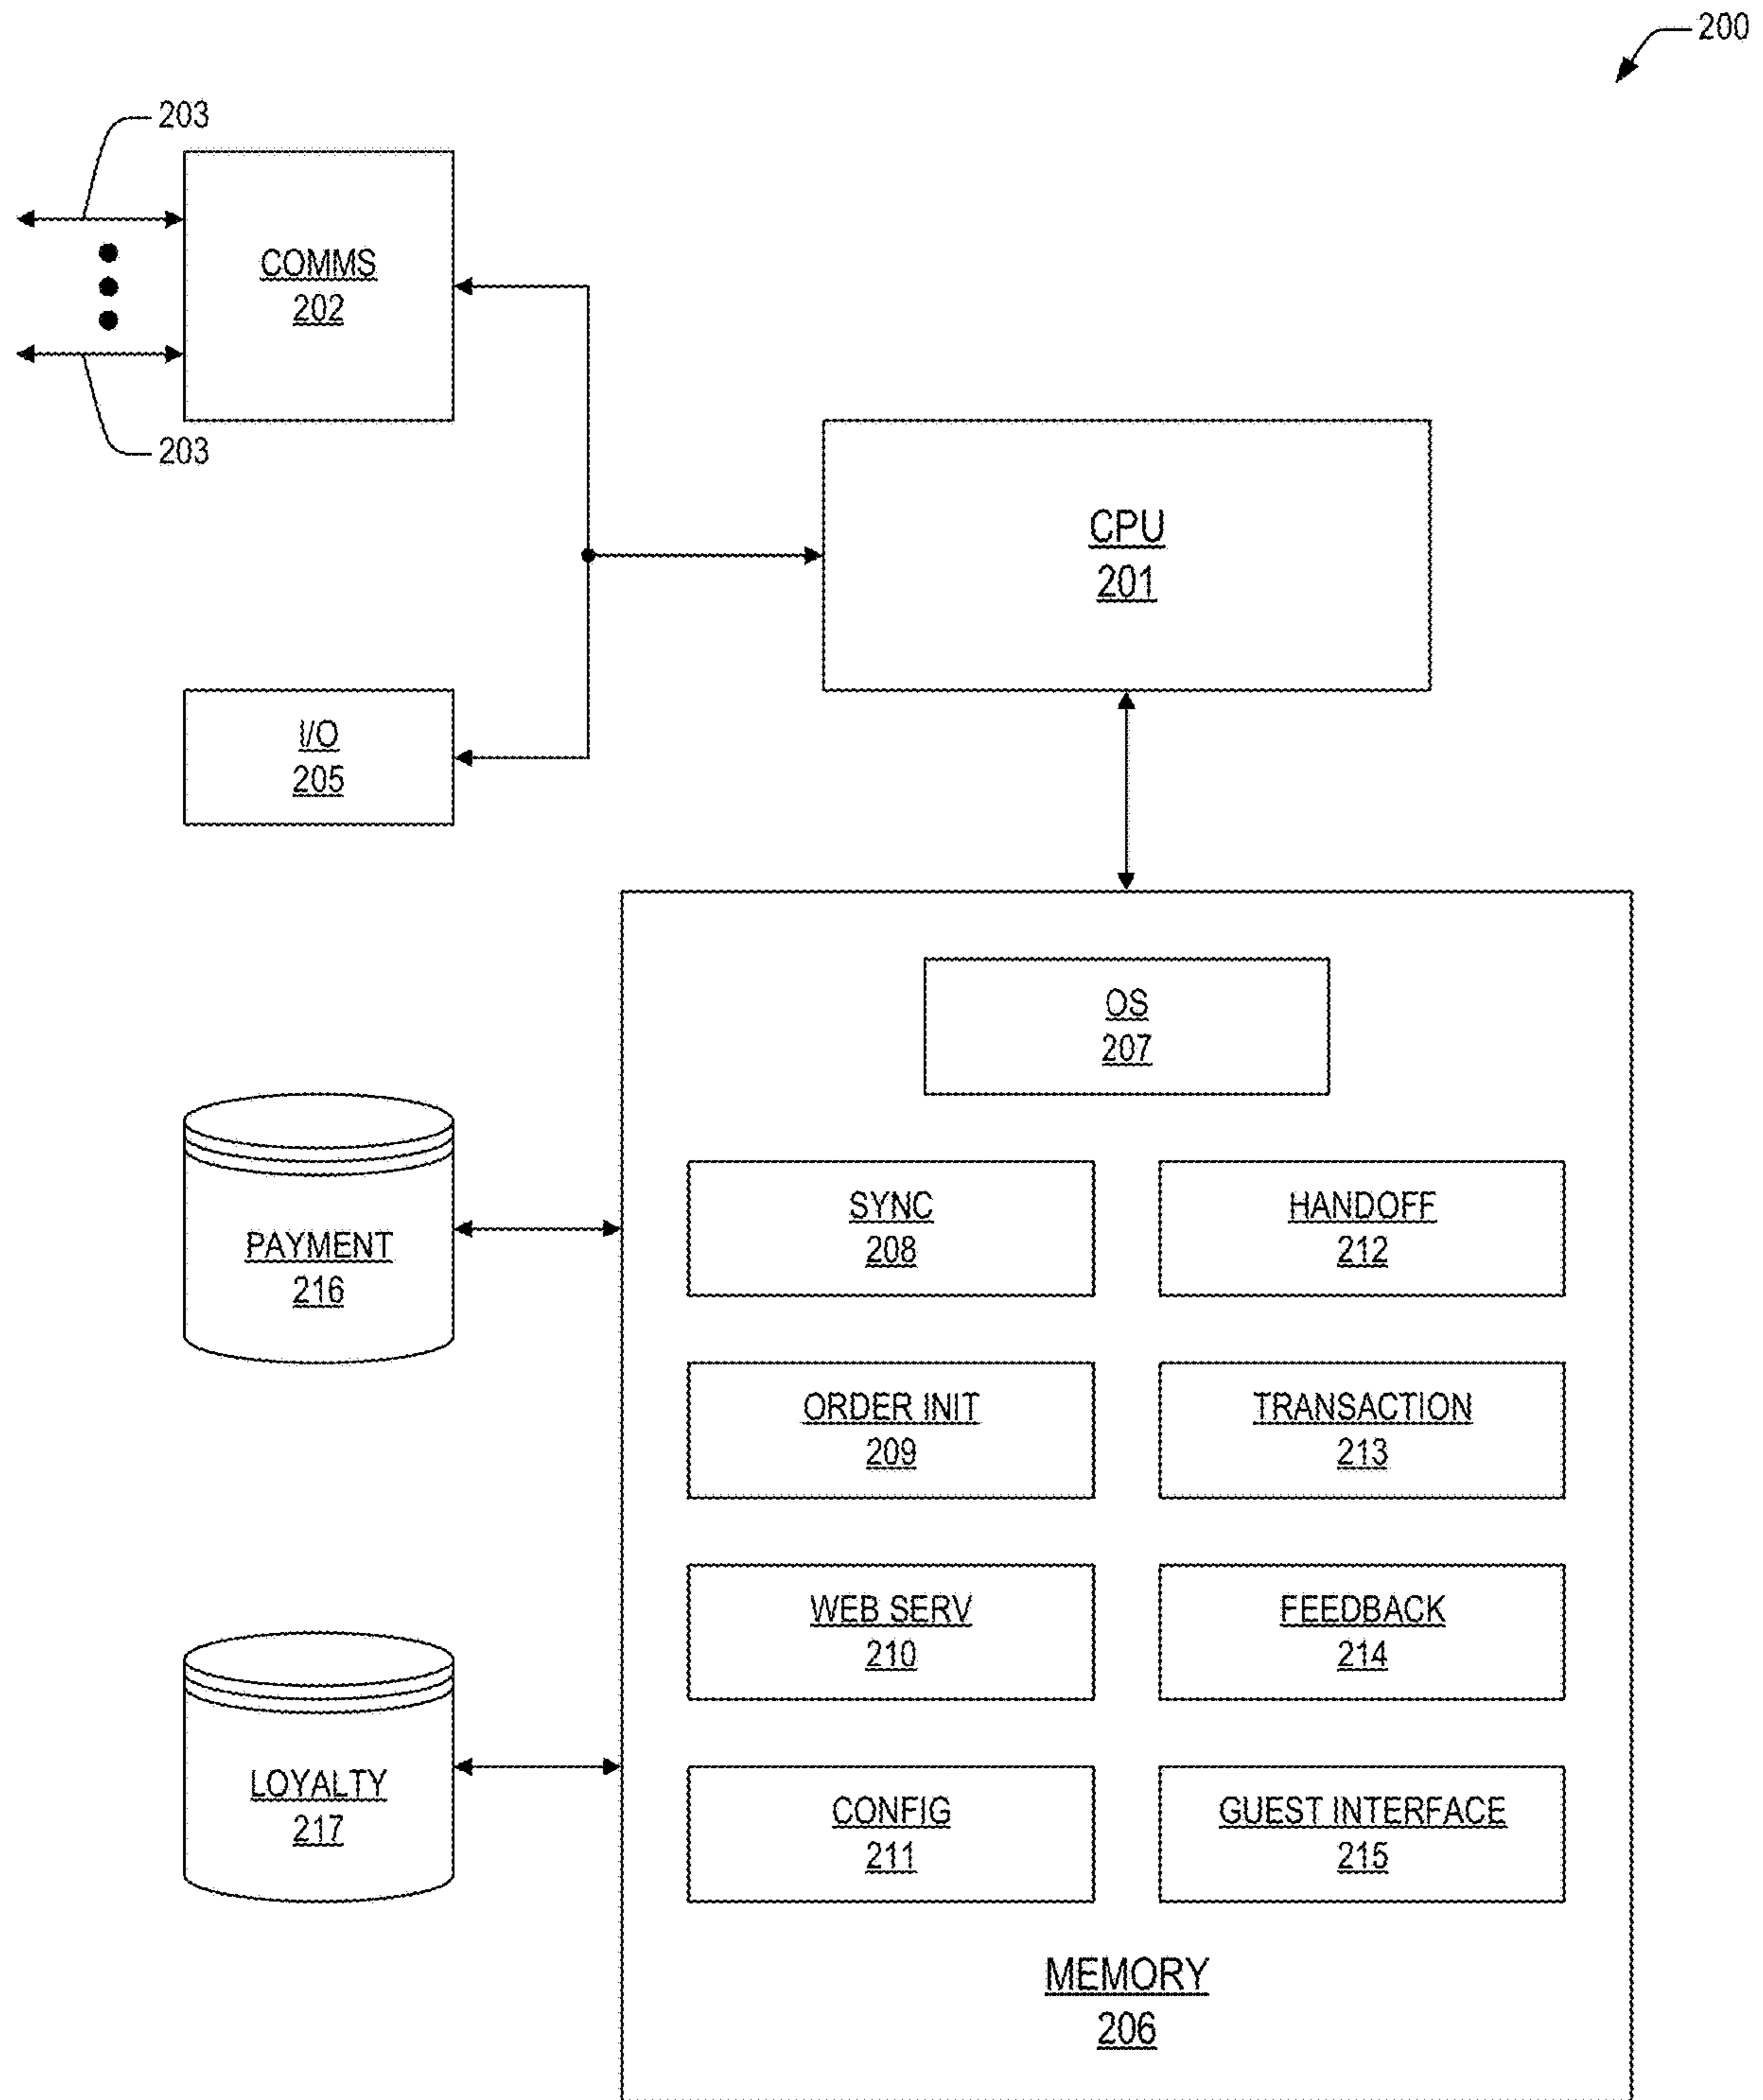 200
203
COMMS
202
203
CPU
201
I/O
205
OS
207
SYNC
208
HANDOFF
212
PAYMENT
216
ORDER INIT
209
TRANSACTION
213
WEB SERV
210
FEEDBACK
214
LOYALTY
217
CONFIG
211
GUEST INTERFACE
215
MEMORY
206